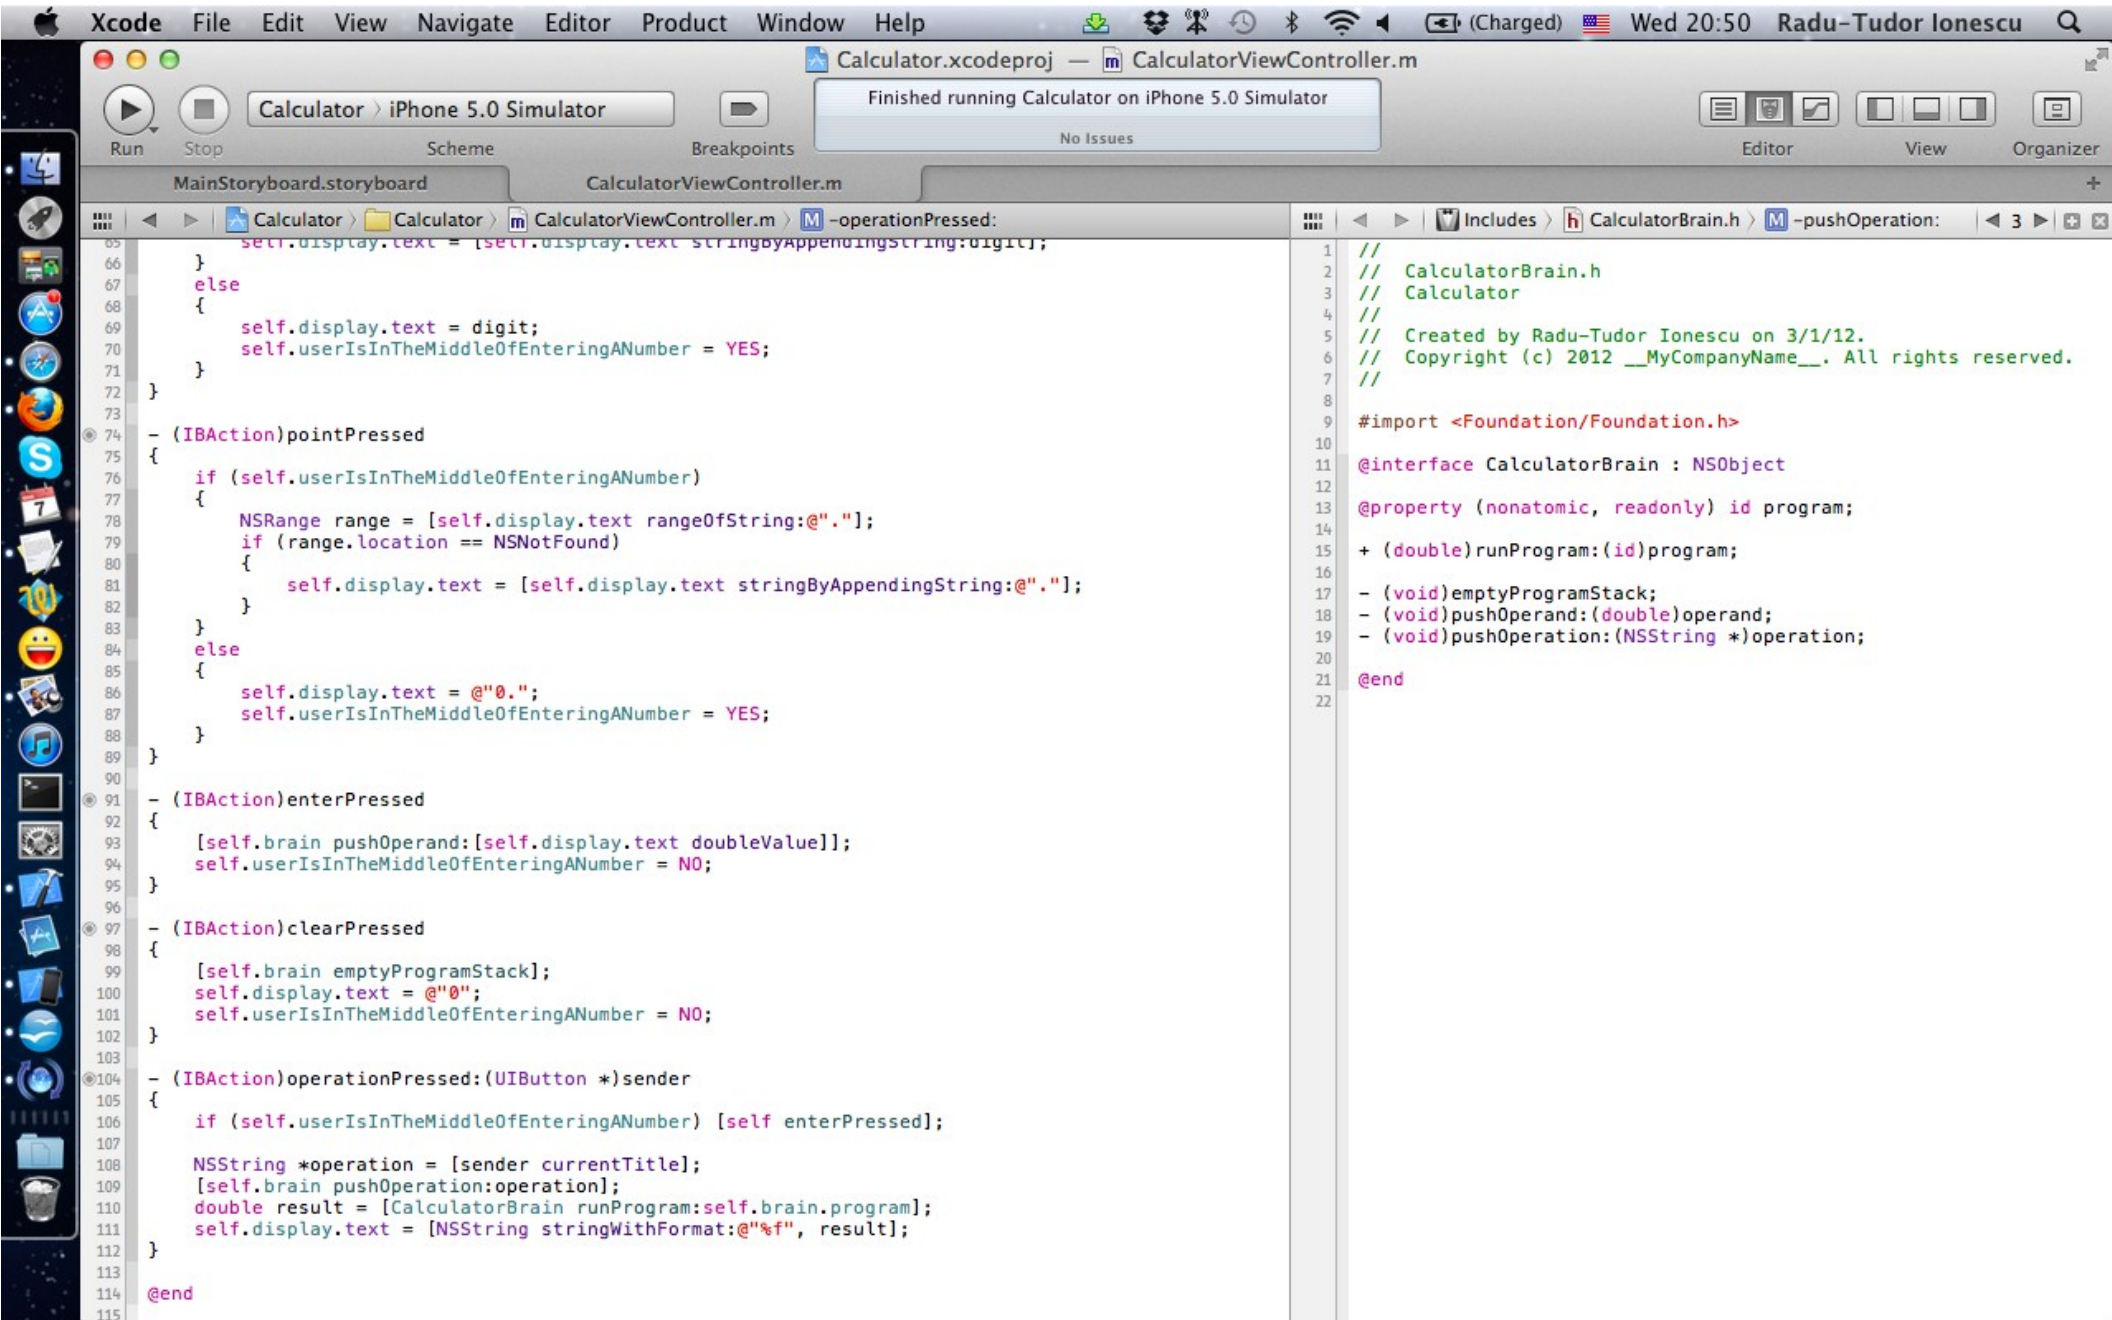 Xcode File Edit View Navigate Editor Product Window Help (Charged) Wed 20:50 Radu-Tudor Ionescu
Calculator.xcodeproj — CalculatorViewController.m
Calculator 〉 iPhone 5.0 Simulator
Finished running Calculator on iPhone 5.0 Simulator
No Issues
Run Stop Scheme Breakpoints Editor View Organizer
MainStoryboard.storyboard CalculatorViewController.m +
Calculator 〉 Calculator 〉 m CalculatorViewController.m 〉 M -operationPressed:
65 self.display.text = [self.display.text stringByAppendingString:digit];
66 }
67 else
68 {
69 self.display.text = digit;
70 self.userIsInTheMiddleOfEnteringANumber = YES;
71 }
72 }
73
74 - (IBAction)pointPressed
75 {
76 if (self.userIsInTheMiddleOfEnteringANumber)
77 {
78 NSRange range = [self.display.text rangeOfString:@"."];
79 if (range.location == NSNotFound)
80 {
81 self.display.text = [self.display.text stringByAppendingString:@"."];
82 }
83 }
84 else
85 {
86 self.display.text = @"0.";
87 self.userIsInTheMiddleOfEnteringANumber = YES;
88 }
89 }
90
91 - (IBAction)enterPressed
92 {
93 [self.brain pushOperand:[self.display.text doubleValue]];
94 self.userIsInTheMiddleOfEnteringANumber = NO;
95 }
96
97 - (IBAction)clearPressed
98 {
99 [self.brain emptyProgramStack];
100 self.display.text = @"0";
101 self.userIsInTheMiddleOfEnteringANumber = NO;
102 }
103
104 - (IBAction)operationPressed:(UIButton *)sender
105 {
106 if (self.userIsInTheMiddleOfEnteringANumber) [self enterPressed];
107
108 NSString *operation = [sender currentTitle];
109 [self.brain pushOperation:operation];
110 double result = [CalculatorBrain runProgram:self.brain.program];
111 self.display.text = [NSString stringWithFormat:@"%f", result];
112 }
113
114 @end
115
Includes 〉 h CalculatorBrain.h 〉 M -pushOperation: 3
1 //
2 // CalculatorBrain.h
3 // Calculator
4 //
5 // Created by Radu-Tudor Ionescu on 3/1/12.
6 // Copyright (c) 2012 __MyCompanyName__. All rights reserved.
7 //
8
9 #import <Foundation/Foundation.h>
10
11 @interface CalculatorBrain : NSObject
12
13 @property (nonatomic, readonly) id program;
14
15 + (double)runProgram:(id)program;
16
17 - (void)emptyProgramStack;
18 - (void)pushOperand:(double)operand;
19 - (void)pushOperation:(NSString *)operation;
20
21 @end
22
7